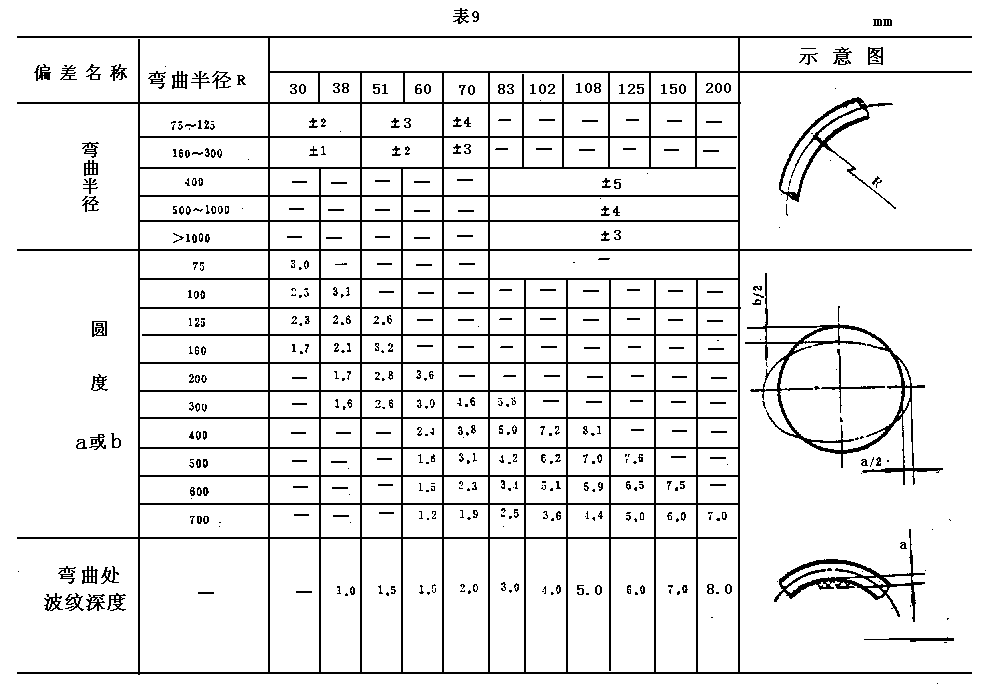 表9
mm
偏差名称 弯曲半径R 示意图
30 38 51 60 70 83 102 108 125 150 200
弯曲半径
75~125 ±2 ±3 ±4 — — — — — —
160~300 ±1 ±2 ±3 — — — — — —
400 — — — — — ±5
500~1000 — — — — — ±4
>1000 — — — — — ±3
R
圆度
a或b
75 3.0 — — — — —
100 2.5 3.1 — — — — — — — — —
125 2.3 2.6 2.6 — — — — — — — —
160 1.7 2.1 3.2 — — — — — — — —
200 — 1.7 2.8 3.6 — — — — — — —
300 — 1.6 2.6 3.0 4.6 5.8 — — — — —
400 — — — 2.4 3.8 5.0 7.2 8.1 — — —
500 — — — 1.6 3.1 4.2 6.2 7.0 7.6 — —
600 — — — 1.5 2.3 3.4 5.1 5.9 6.5 7.5 —
700 — — — 1.2 1.9 2.5 3.6 4.4 5.0 6.0 7.0
b/2
a/2
弯曲处
波纹深度
— — 1.0 1.5 1.5 2.0 3.0 4.0 5.0 6.0 7.0 8.0
a